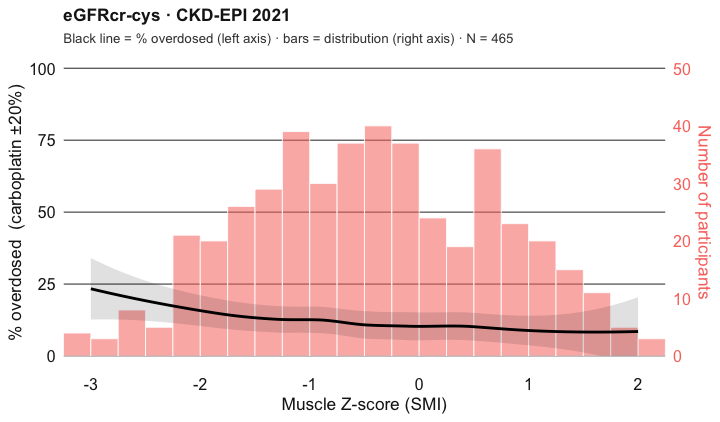 eGFRcr-cys · CKD-EPI 2021
Black line = % overdosed (left axis) · bars = distribution (right axis) · N = 465
% overdosed (carboplatin ±20%)
100
75
50
25
0
50
40
30
20
10
0
Number of participants
-3 -2 -1 0 1 2
Muscle Z-score (SMI)